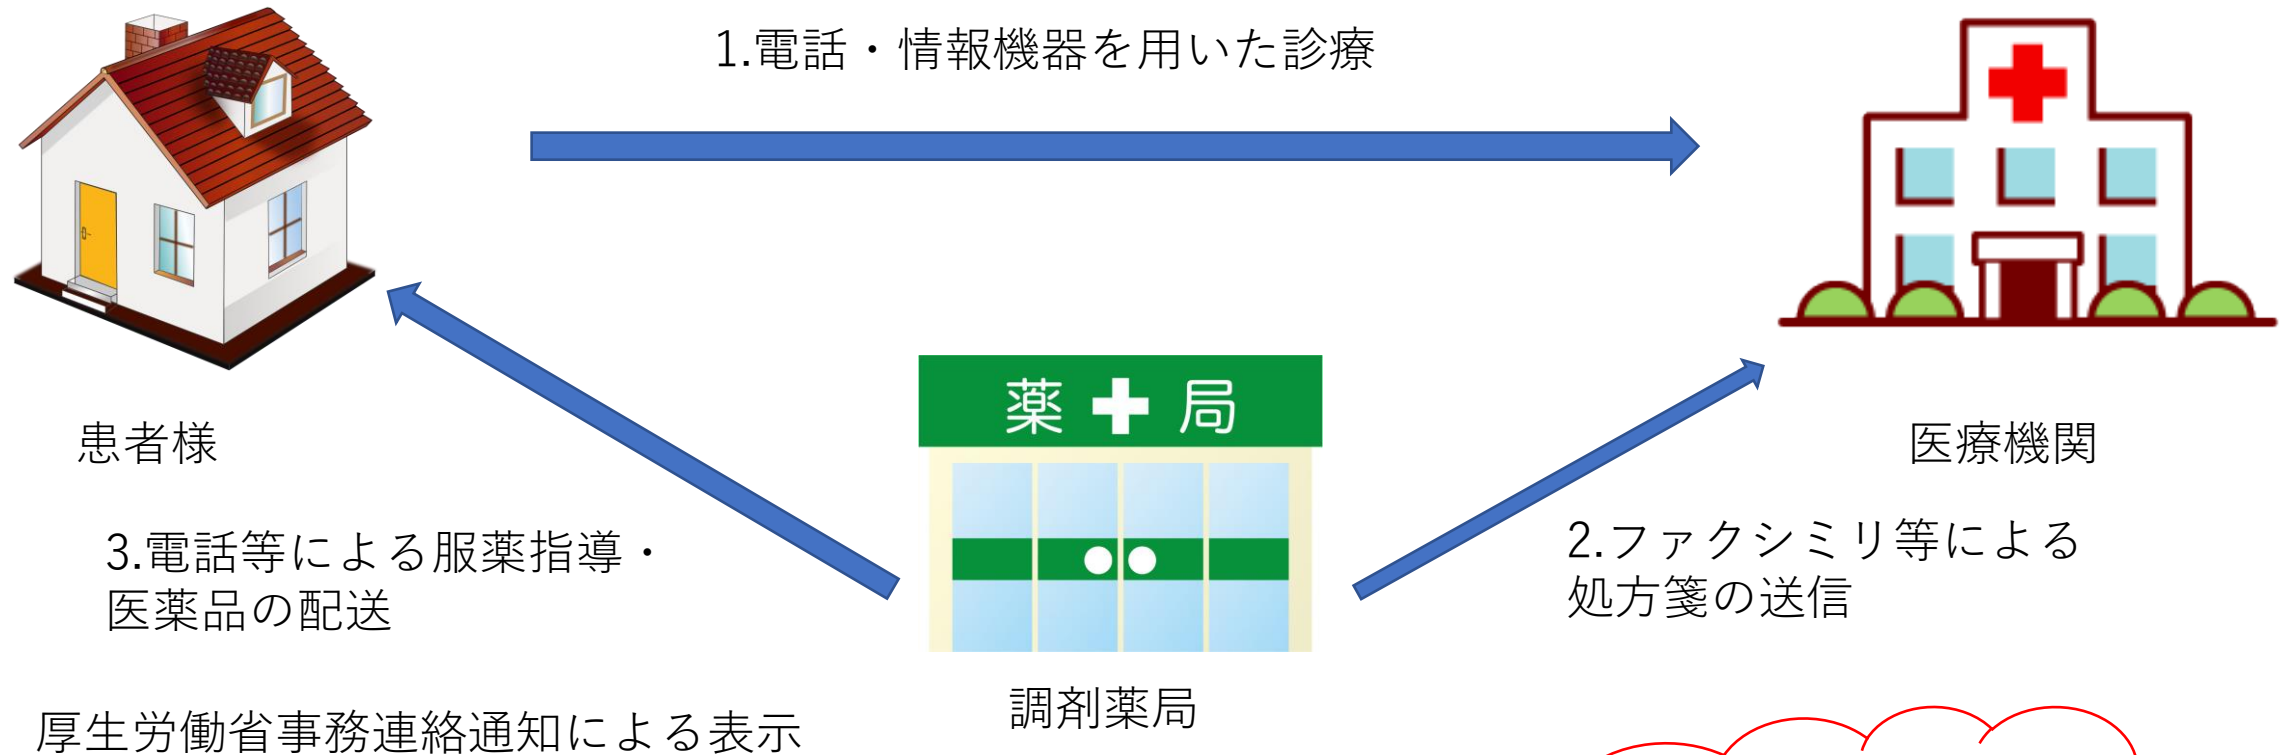 1.電話・情報機器を用いた診療
薬 局
患者様
医療機関
3.電話等による服薬指導・
医薬品の配送
2.ファクシミリ等による
処方箋の送信
調剤薬局
厚生労働省事務連絡通知による表示